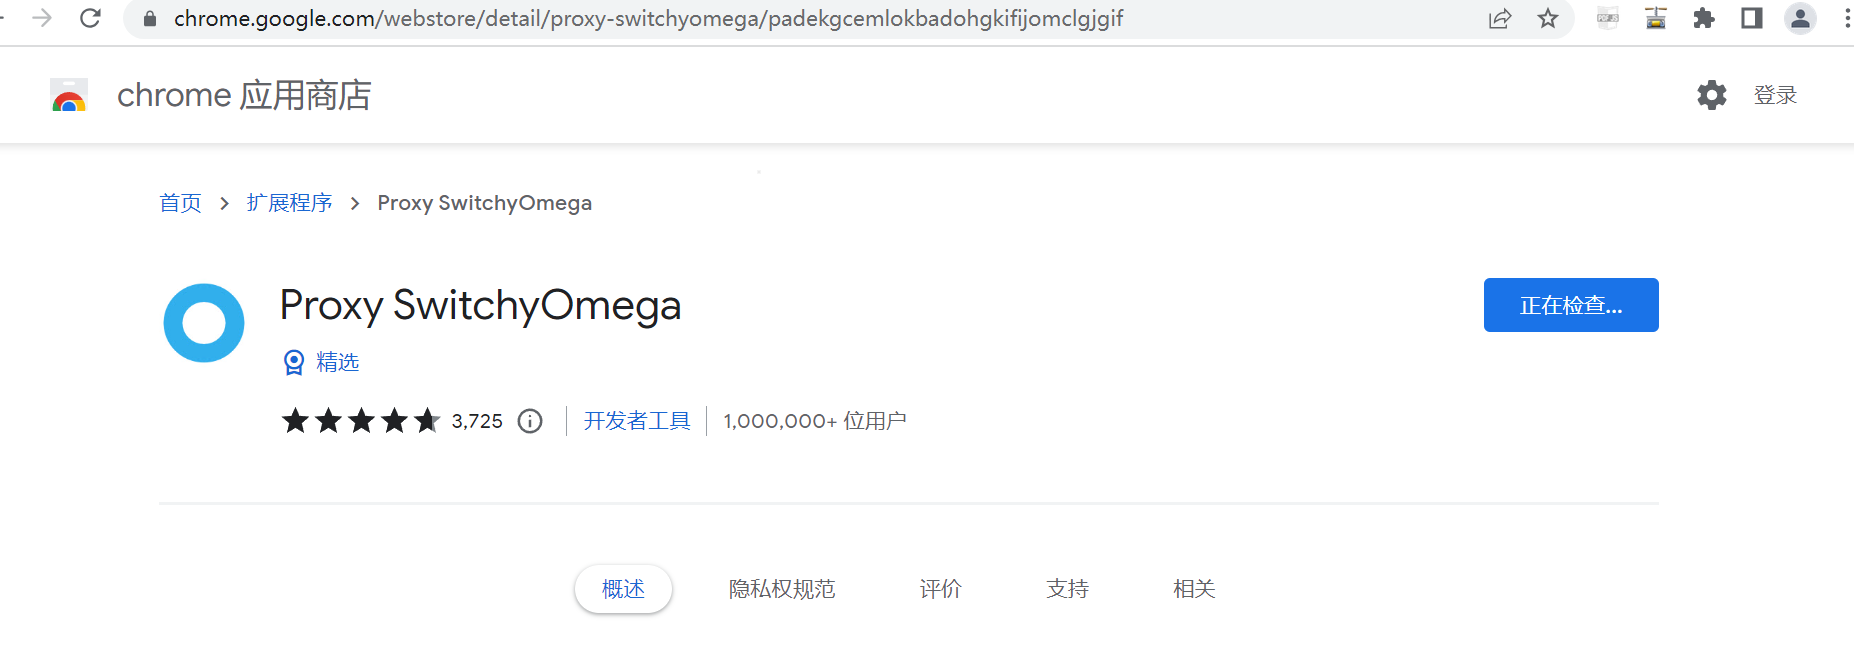 chrome.google.com/webstore/detail/proxy-switchyomega/padekgcemlokbadohgkifijomclgjgif
chrome 应用商店
登录
首页 > 扩展程序 > Proxy SwitchyOmega
Proxy SwitchyOmega
正在检查...
精选
3,725 开发者工具 1,000,000+ 位用户
概述 隐私权规范 评价 支持 相关